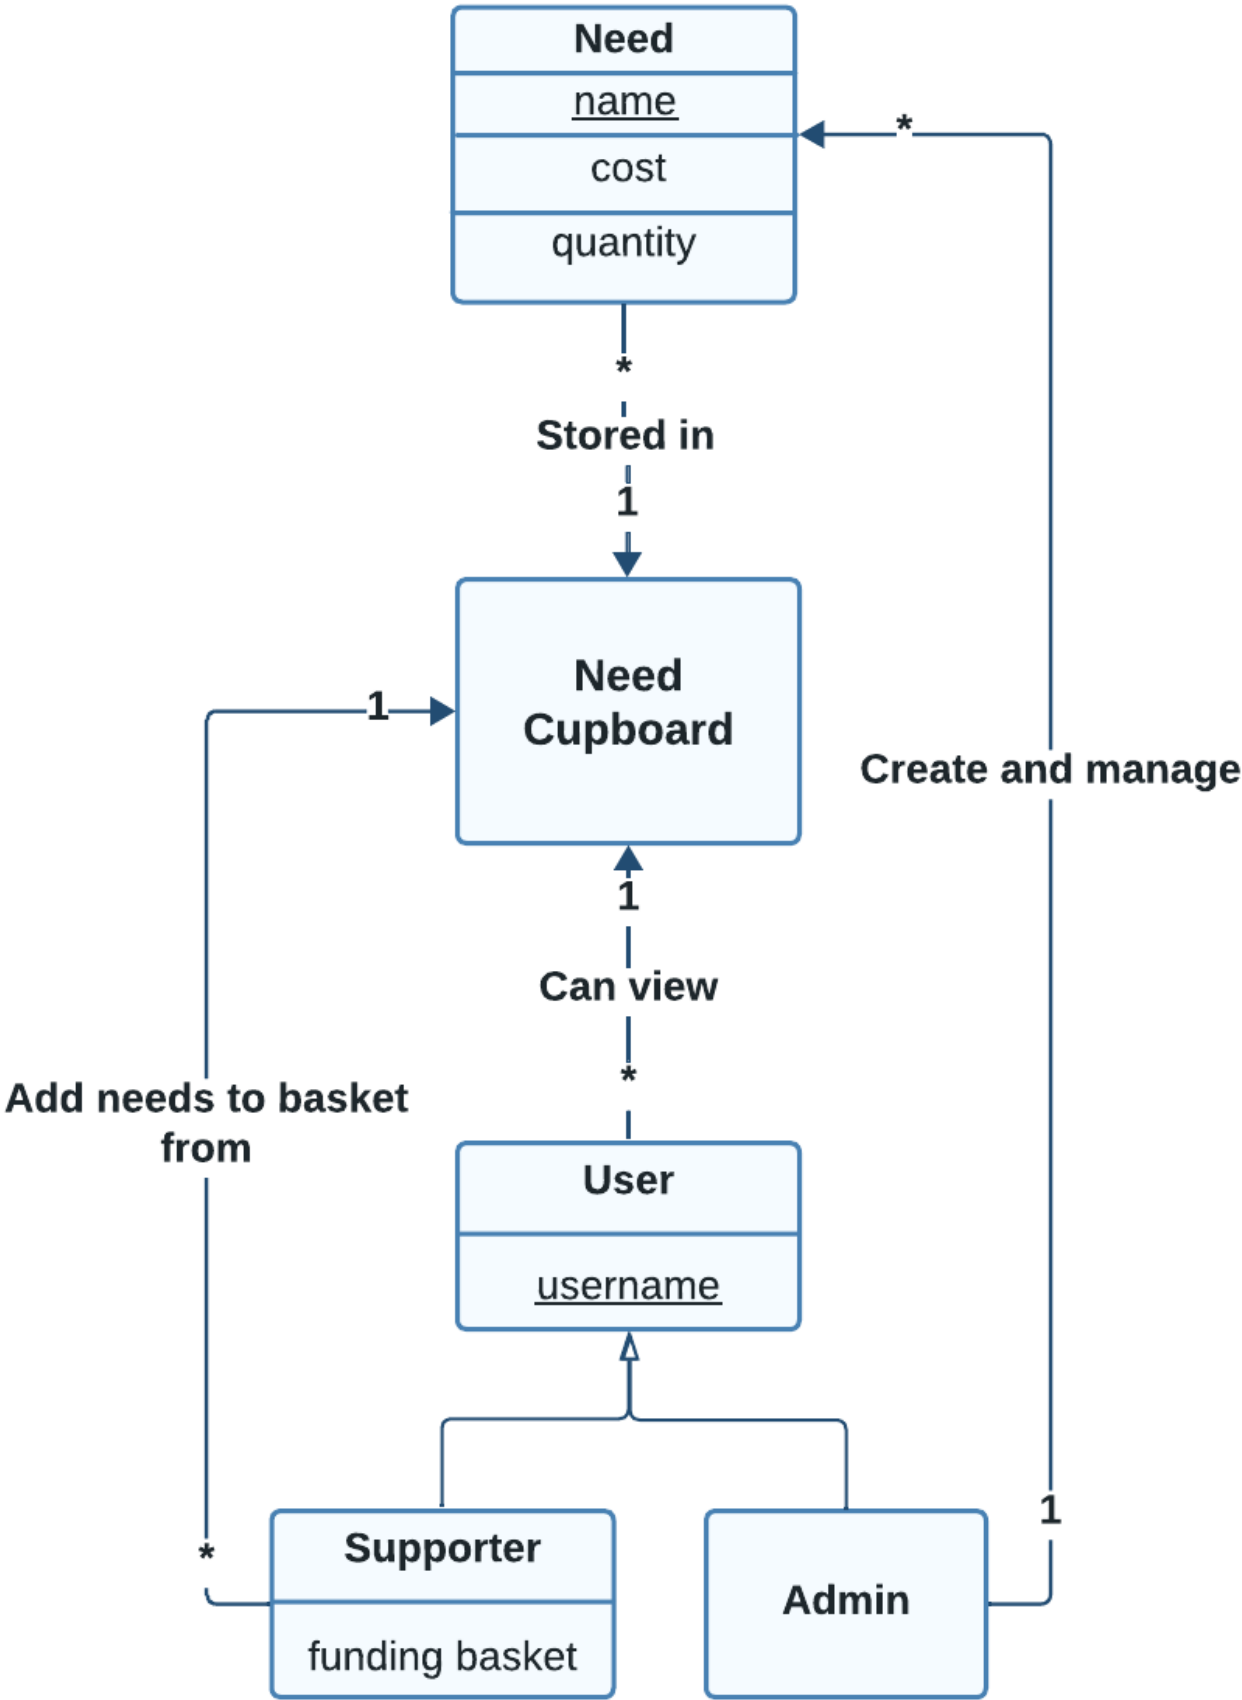 Need
name
*
cost
quantity
*
Stored in
1
Need
Cupboard
1
Create and manage
1
Can view
*
Add needs to basket
from
User
username
1
*
Supporter
Admin
funding basket